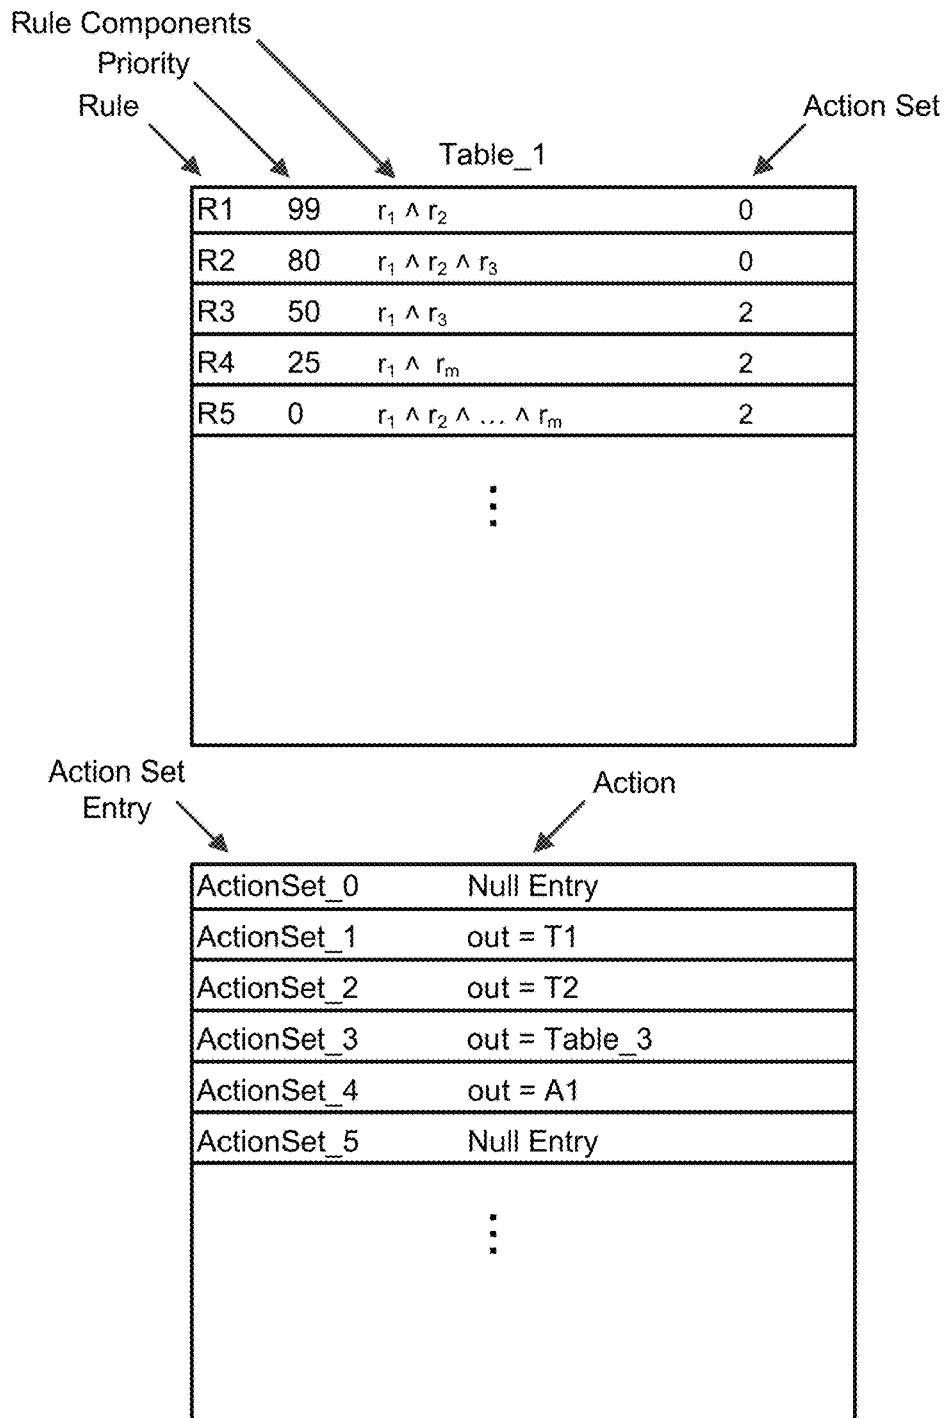 Rule Components
Priority
Rule
Action Set
Table_1
R1 99 r₁ ∧ r₂ 0
R2 80 r₁ ∧ r₂ ∧ r₃ 0
R3 50 r₁ ∧ r₃ 2
R4 25 r₁ ∧ rₘ 2
R5 0 r₁ ∧ r₂ ∧ … ∧ rₘ 2
⋮
Action Set
Entry
Action
ActionSet_0 Null Entry
ActionSet_1 out = T1
ActionSet_2 out = T2
ActionSet_3 out = Table_3
ActionSet_4 out = A1
ActionSet_5 Null Entry
⋮